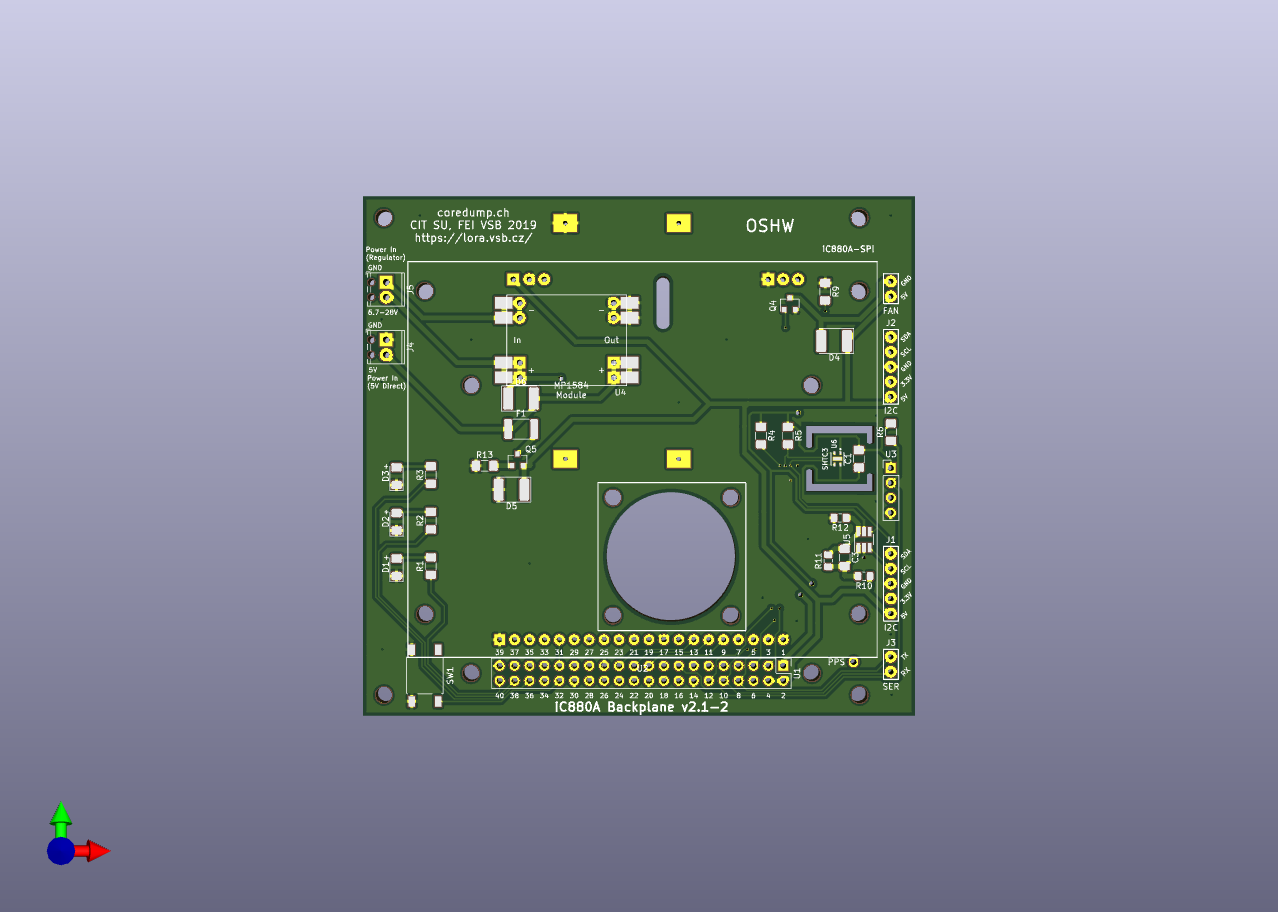 coredump.ch
CIT SU, FEI VSB 2019
https://lora.vsb.cz/
OSHW
iC880A-SPI
Power In
(Regulator)
GND
J5
6.7-28V
GND
J4
5V
Power In
(5V Direct)
In
Out
- -
+ +
MP1584
Module
U4
F1
Q4
R9
D4
GND
5V
FAN
J2
SDA
SCL
GND
3.3V
5V
I2C
R4
R5
SHTC3
U6
C1
R6
U3
R13
Q5
D5
D3+
R3
D2+
R2
D1+
R1
R12
U5
R11
R10
J1
SDA
SCL
GND
3.3V
5V
I2C
J3
TX
RX
SER
PPS
SW1
39 37 35 33 31 29 27 25 23 21 19 17 15 13 11 9 7 5 3 1
U2
U1
40 38 36 34 32 30 28 26 24 22 20 18 16 14 12 10 8 6 4 2
iC880A Backplane v2.1-2